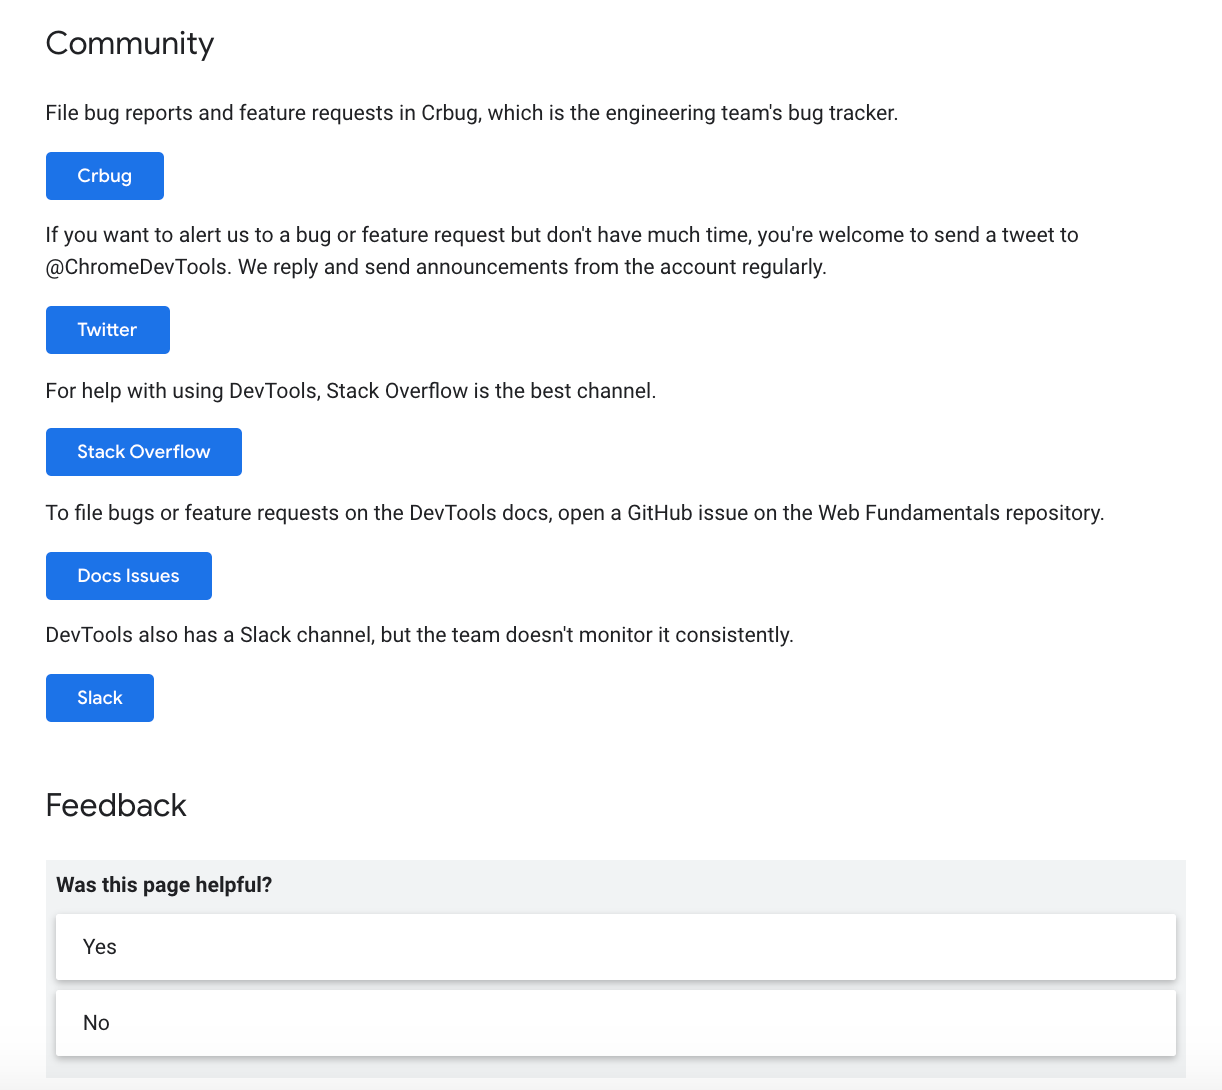 Community
File bug reports and feature requests in Crbug, which is the engineering team's bug tracker.
Crbug
If you want to alert us to a bug or feature request but don't have much time, you're welcome to send a tweet to
@ChromeDevTools. We reply and send announcements from the account regularly.
Twitter
For help with using DevTools, Stack Overflow is the best channel.
Stack Overflow
To file bugs or feature requests on the DevTools docs, open a GitHub issue on the Web Fundamentals repository.
Docs Issues
DevTools also has a Slack channel, but the team doesn't monitor it consistently.
Slack
Feedback
Was this page helpful?
Yes
No